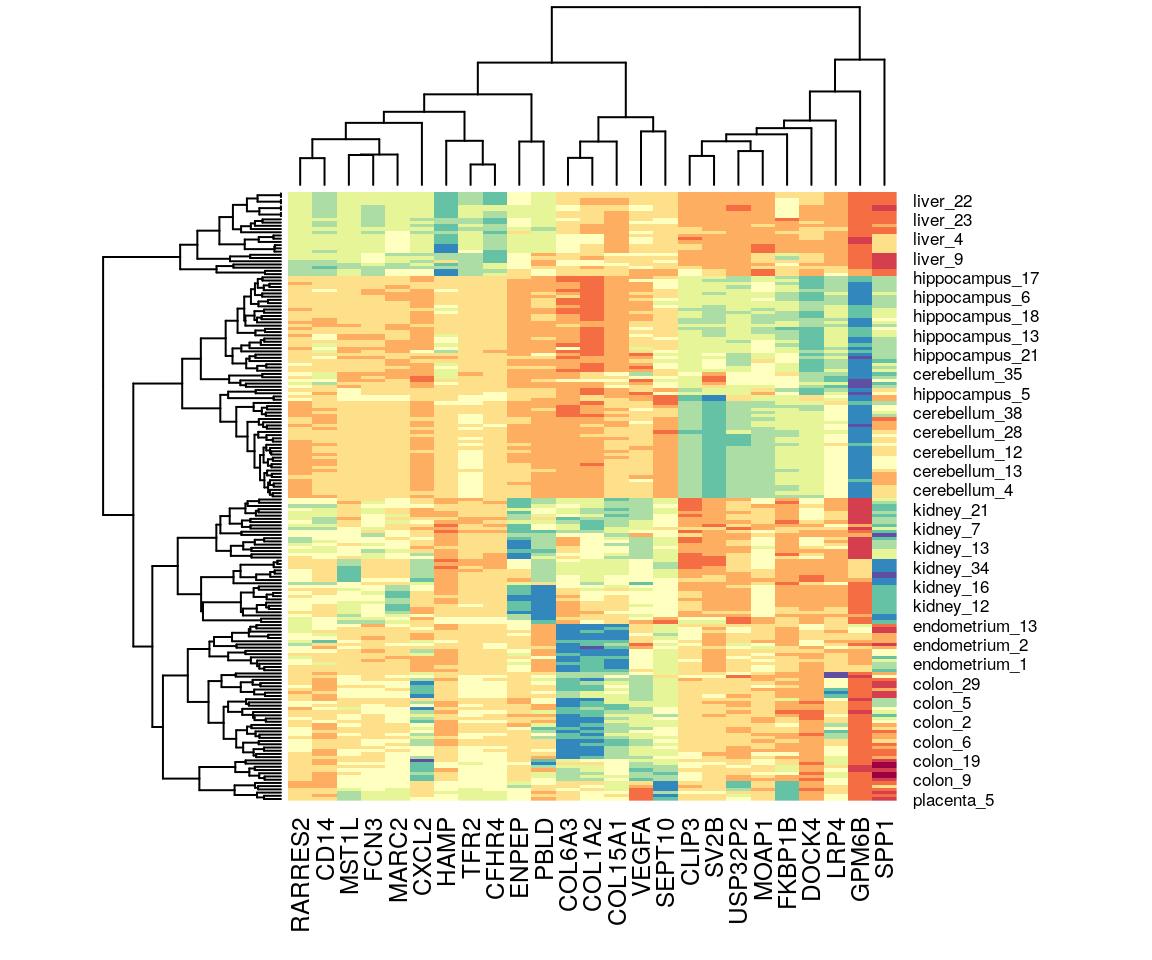 liver_22
liver_23
liver_4
liver_9
hippocampus_17
hippocampus_6
hippocampus_18
hippocampus_13
hippocampus_21
cerebellum_35
hippocampus_5
cerebellum_38
cerebellum_28
cerebellum_12
cerebellum_13
cerebellum_4
kidney_21
kidney_7
kidney_13
kidney_34
kidney_16
kidney_12
endometrium_13
endometrium_2
endometrium_1
colon_29
colon_5
colon_2
colon_6
colon_19
colon_9
placenta_5
RARRES2
CD14
MST1L
FCN3
MARC2
CXCL2
HAMP
TFR2
CFHR4
ENPEP
PBLD
COL6A3
COL1A2
COL15A1
VEGFA
SEPT10
CLIP3
SV2B
USP32P2
MOAP1
FKBP1B
DOCK4
LRP4
GPM6B
SPP1